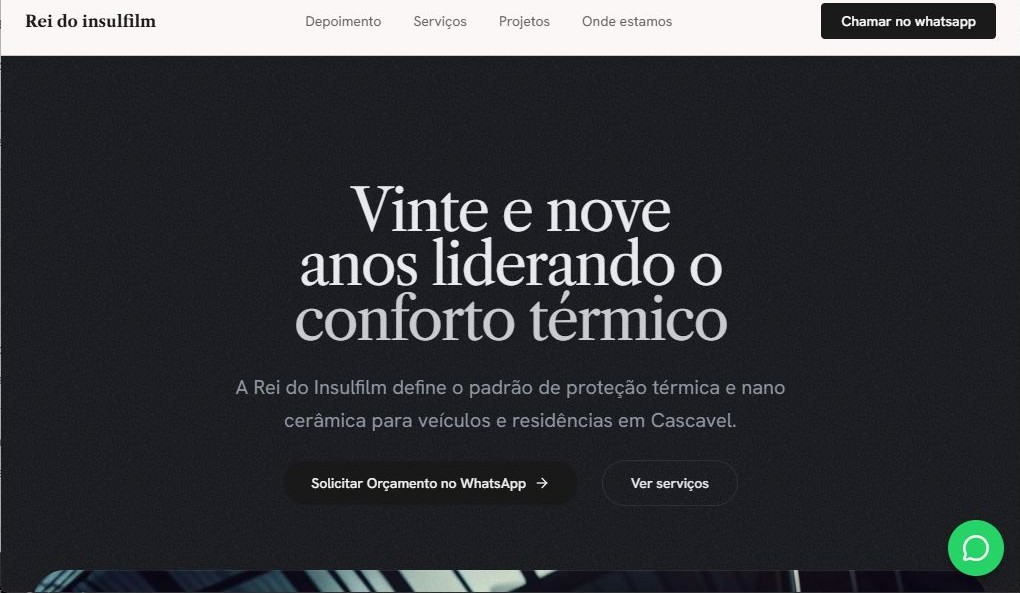 Rei do insulfilm
Depoimento
Serviços
Projetos
Onde estamos
Chamar no whatsapp
Vinte e nove
anos liderando o
conforto térmico
A Rei do Insulfilm define o padrão de proteção térmica e nano
cerâmica para veículos e residências em Cascavel.
Solicitar Orçamento no WhatsApp →
Ver serviços